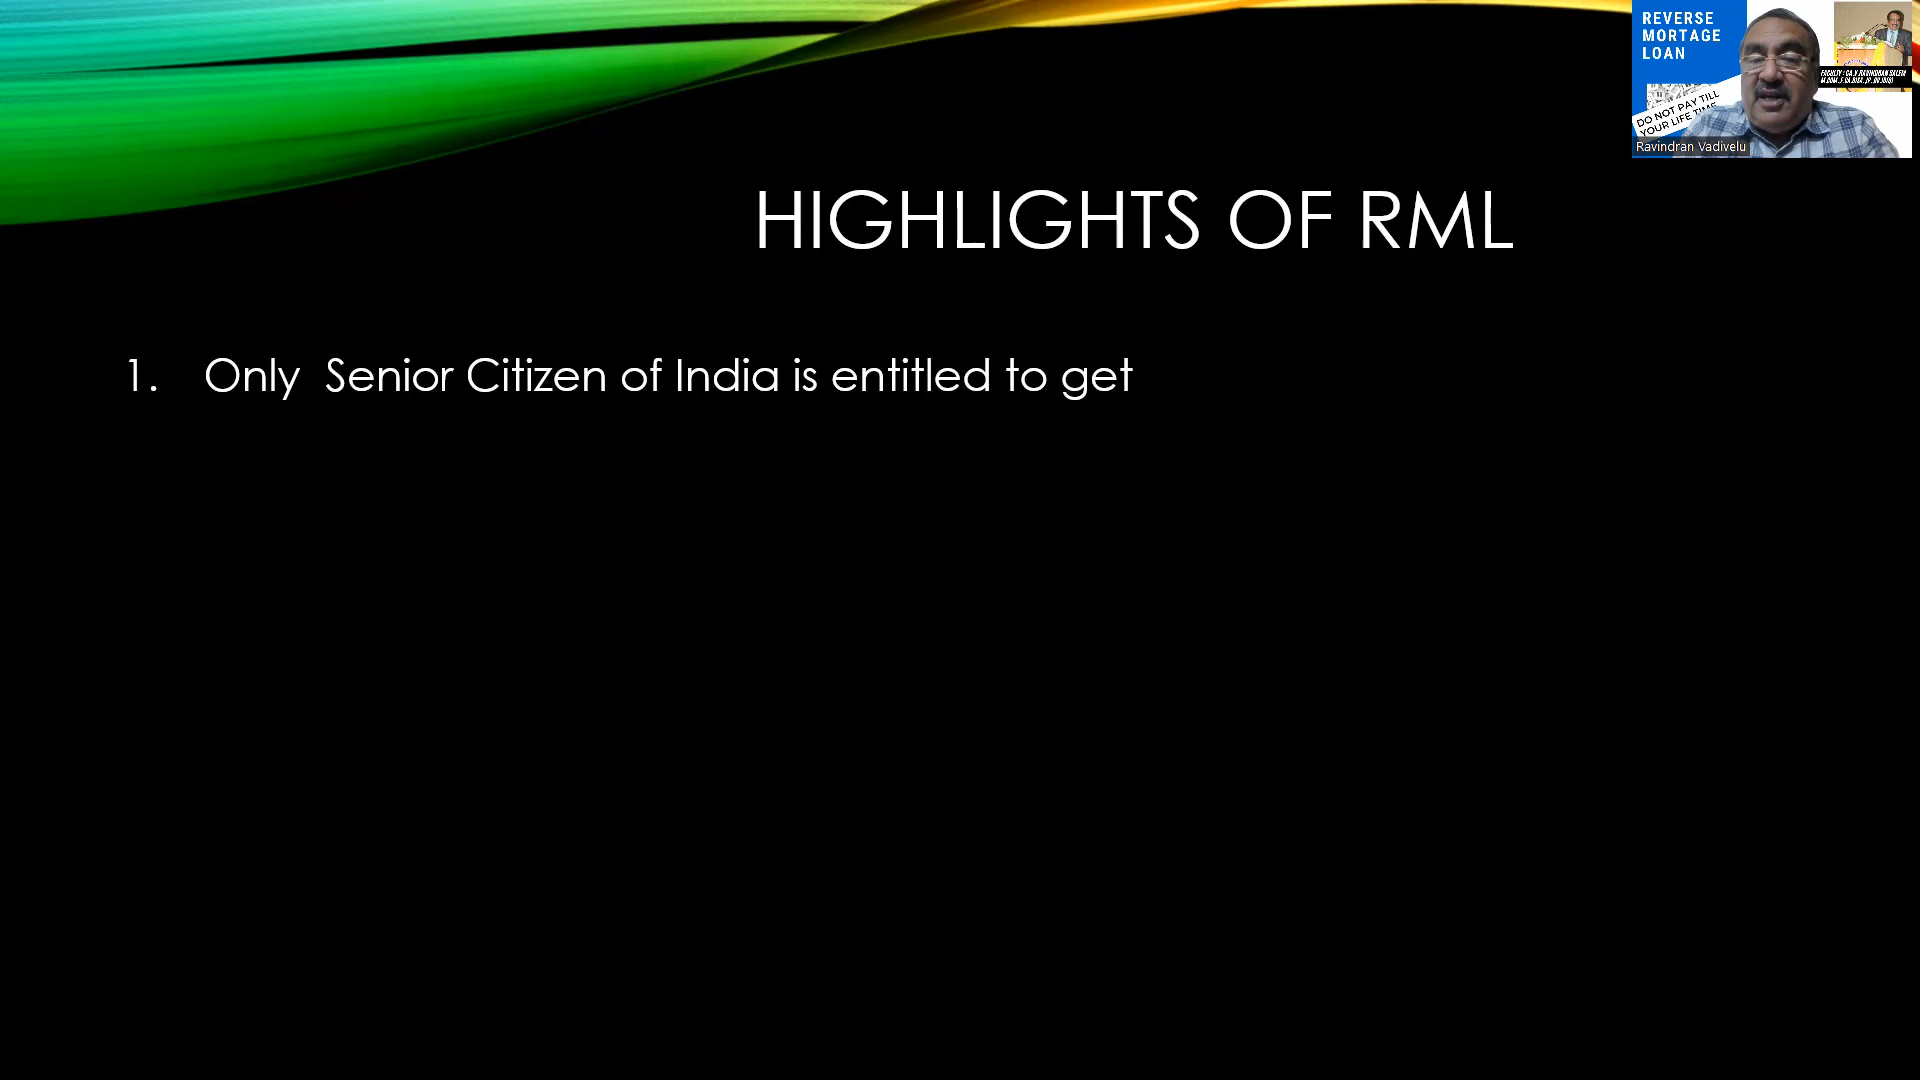 REVERSE
MORTAGE
LOAN
DO NOT PAY TILL
YOUR LIFE TIME
Ravindran Vadivelu
HIGHLIGHTS OF RML
1. Only Senior Citizen of India is entitled to get